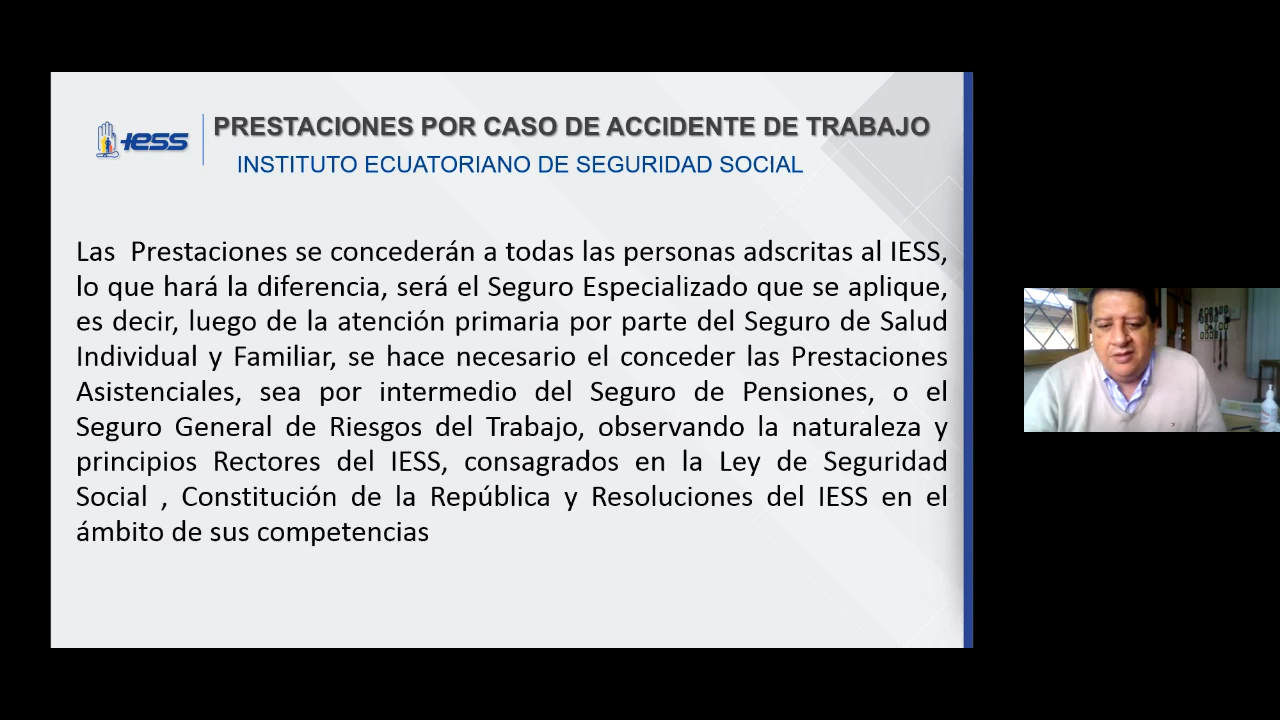 IESS
PRESTACIONES POR CASO DE ACCIDENTE DE TRABAJO
INSTITUTO ECUATORIANO DE SEGURIDAD SOCIAL
Las Prestaciones se concederán a todas las personas adscritas al IESS,
lo que hará la diferencia, será el Seguro Especializado que se aplique,
es decir, luego de la atención primaria por parte del Seguro de Salud
Individual y Familiar, se hace necesario el conceder las Prestaciones
Asistenciales, sea por intermedio del Seguro de Pensiones, o el
Seguro General de Riesgos del Trabajo, observando la naturaleza y
principios Rectores del IESS, consagrados en la Ley de Seguridad
Social , Constitución de la República y Resoluciones del IESS en el
ámbito de sus competencias